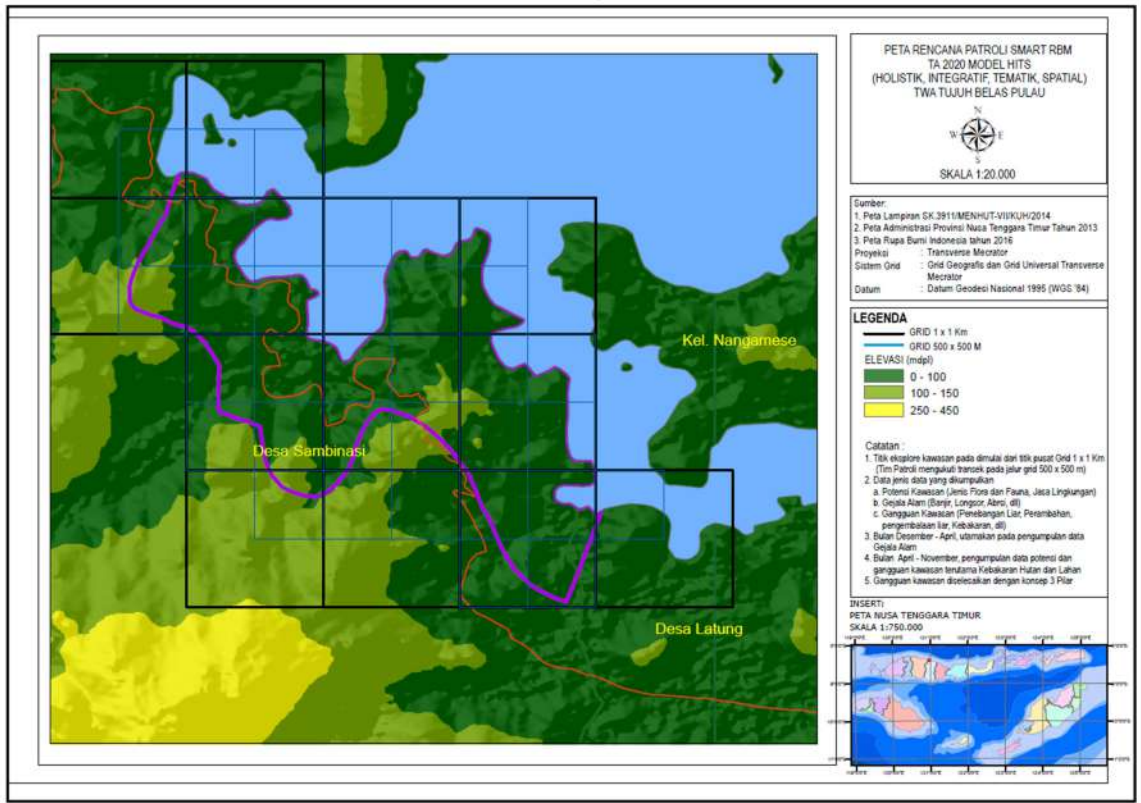 PETA RENCANA PATROLI SMART RBM
TA 2020 MODEL HITS
(HOLISTIK, INTEGRATIF, TEMATIK, SPATIAL)
TWA TUJUH BELAS PULAU
N
W
E
S
SKALA 1:20.000
Sumber:
1. Peta Lampiran SK.3911/MENHUT-VII/KUH/2014
2. Peta Administrasi Provinsi Nusa Tenggara Timur Tahun 2013
3. Peta Rupa Bumi Indonesia tahun 2016
Proyeksi : Transverse Mecrator
Sistem Grid : Grid Geografis dan Grid Universal Transverse
Mecrator
Datum : Datum Geodesi Nasional 1995 (WGS '84)
LEGENDA
GRID 1 x 1 Km
GRID 500 x 500 M
ELEVASI (mdpl)
0 - 100
100 - 150
250 - 450
Catatan :
1. Titik eksplore kawasan pada dimulai dari titik pusat Grid 1 x 1 Km
(Tim Patroli mengukuti transek pada jalur grid 500 x 500 m)
2. Data jenis data yang dikumpulkan
a. Potensi Kawasan (Jenis Flora dan Fauna, Jasa Lingkungan)
b. Gejala Alam (Banjir, Longsor, Abrsi, dll)
c. Gangguan Kawasan (Penebangan Liar, Perambahan,
pengembalaan liar, Kebakaran, dll)
3. Bulan Desember - April, utamakan pada pengumpulan data
Gejala Alam
4. Bulan April - November, pengumpulan data potensi dan
gangguan kawasan terutama Kebakaran Hutan dan Lahan
5. Gangguan kawasan diselesaikan dengan konsep 3 Pilar
INSERT:
PETA NUSA TENGGARA TIMUR
SKALA 1:750.000
Kel. Nangamese
Desa Sambinasi
Desa Latung